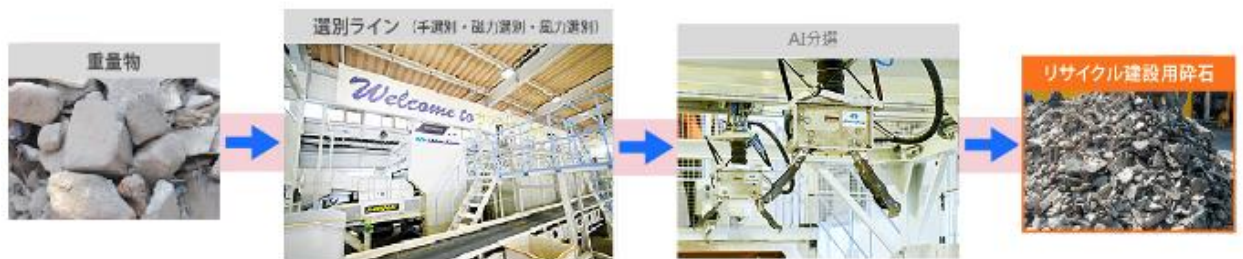 重量物
選別ライン（手選別・磁力選別・風力選別）
Welcome to
AI分選
リサイクル建設用砕石